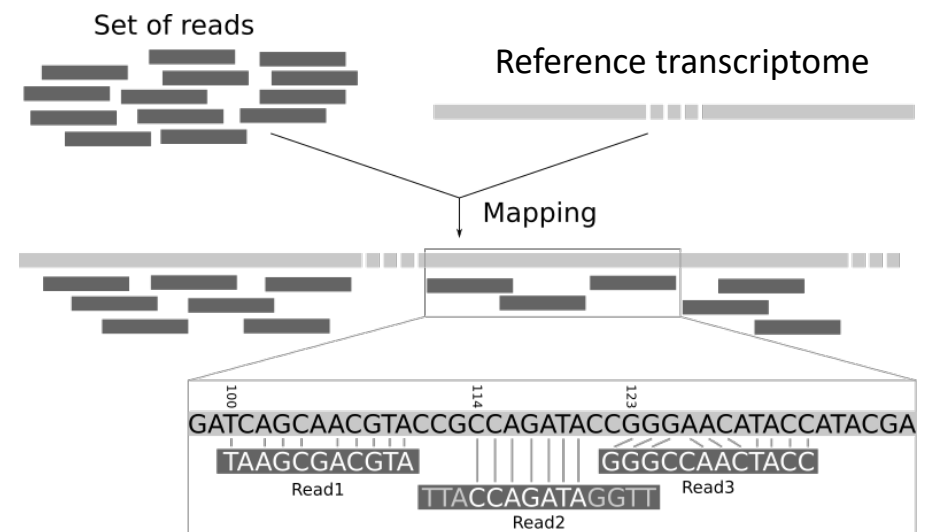 Set of reads
Reference transcriptome
Mapping
100
114
123
GATCAGCAACGTACCGCCAGATACCGGGAACATACCATACGA
TAAGCGACGTA
GGGCCAACTACC
Read1
Read3
TTACCAGATAGGTT
Read2